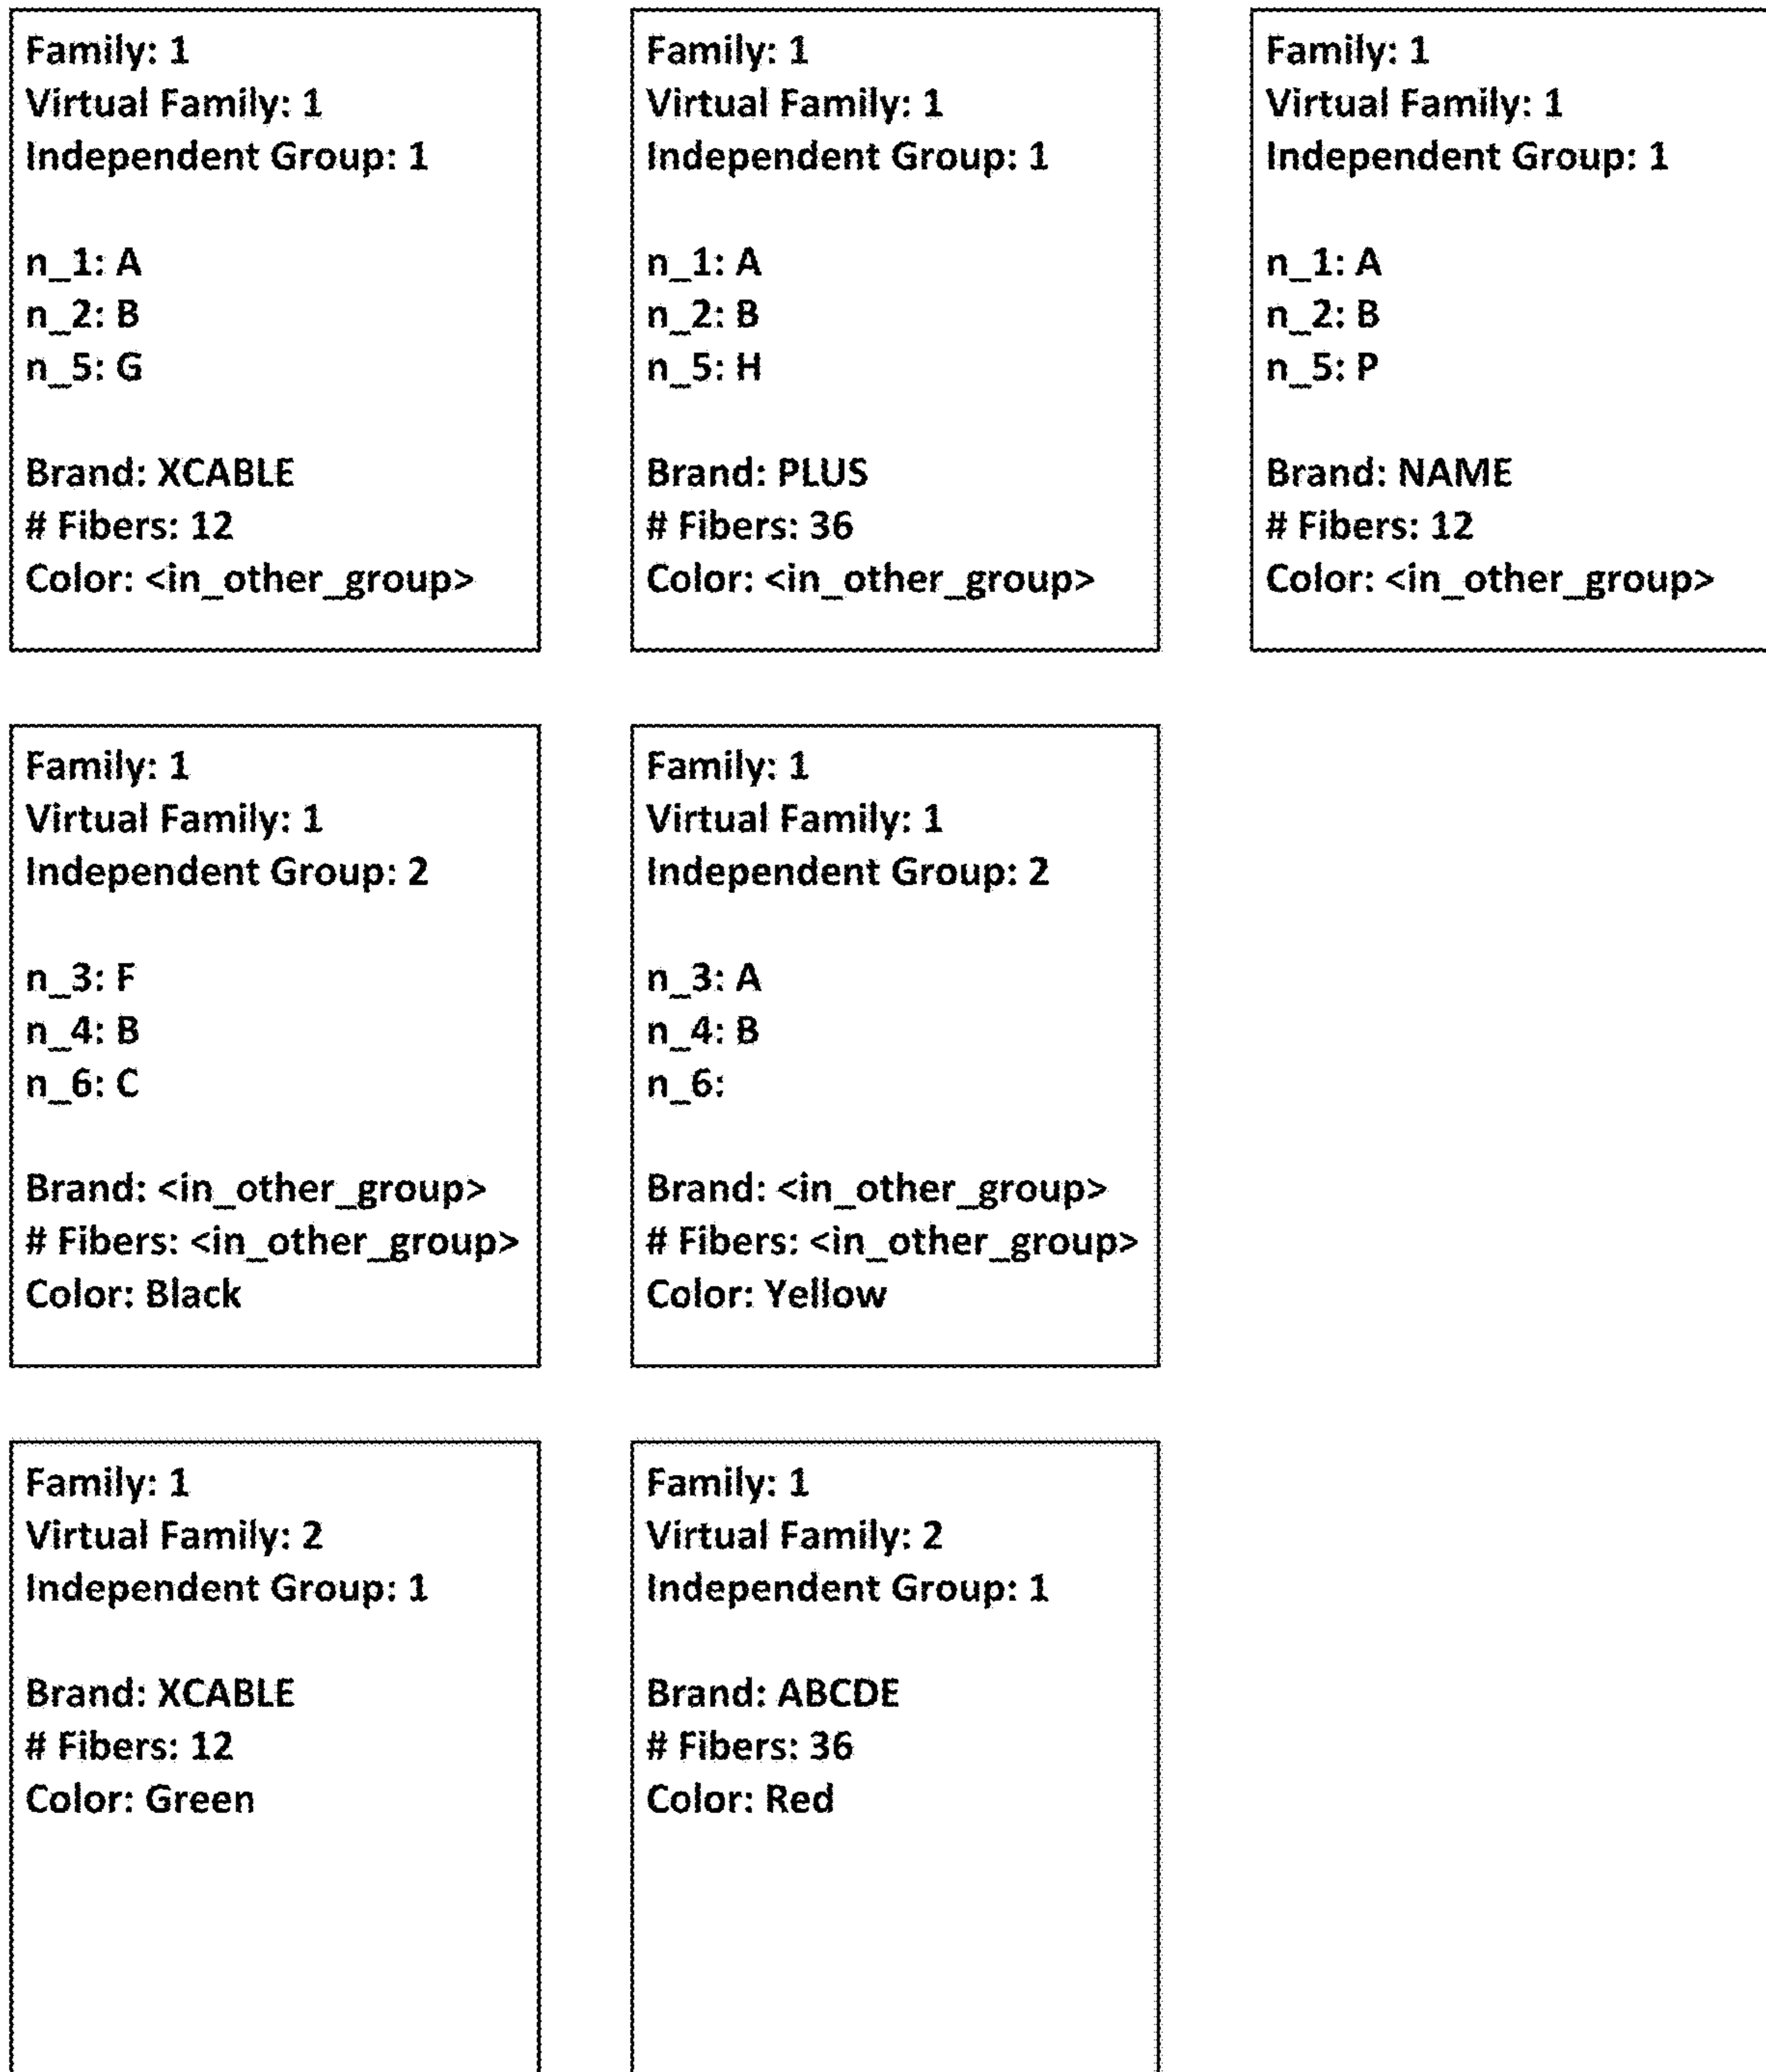 Family: 1
Virtual Family: 1
Independent Group: 1
n_1: A
n_2: B
n_5: G
Brand: XCABLE
# Fibers: 12
Color: <in_other_group>
Family: 1
Virtual Family: 1
Independent Group: 1
n_1: A
n_2: B
n_5: H
Brand: PLUS
# Fibers: 36
Color: <in_other_group>
Family: 1
Virtual Family: 1
Independent Group: 1
n_1: A
n_2: B
n_5: P
Brand: NAME
# Fibers: 12
Color: <in_other_group>
Family: 1
Virtual Family: 1
Independent Group: 2
n_3: F
n_4: B
n_6: C
Brand: <in_other_group>
# Fibers: <in_other_group>
Color: Black
Family: 1
Virtual Family: 1
Independent Group: 2
n_3: A
n_4: B
n_6:
Brand: <in_other_group>
# Fibers: <in_other_group>
Color: Yellow
Family: 1
Virtual Family: 2
Independent Group: 1
Brand: XCABLE
# Fibers: 12
Color: Green
Family: 1
Virtual Family: 2
Independent Group: 1
Brand: ABCDE
# Fibers: 36
Color: Red